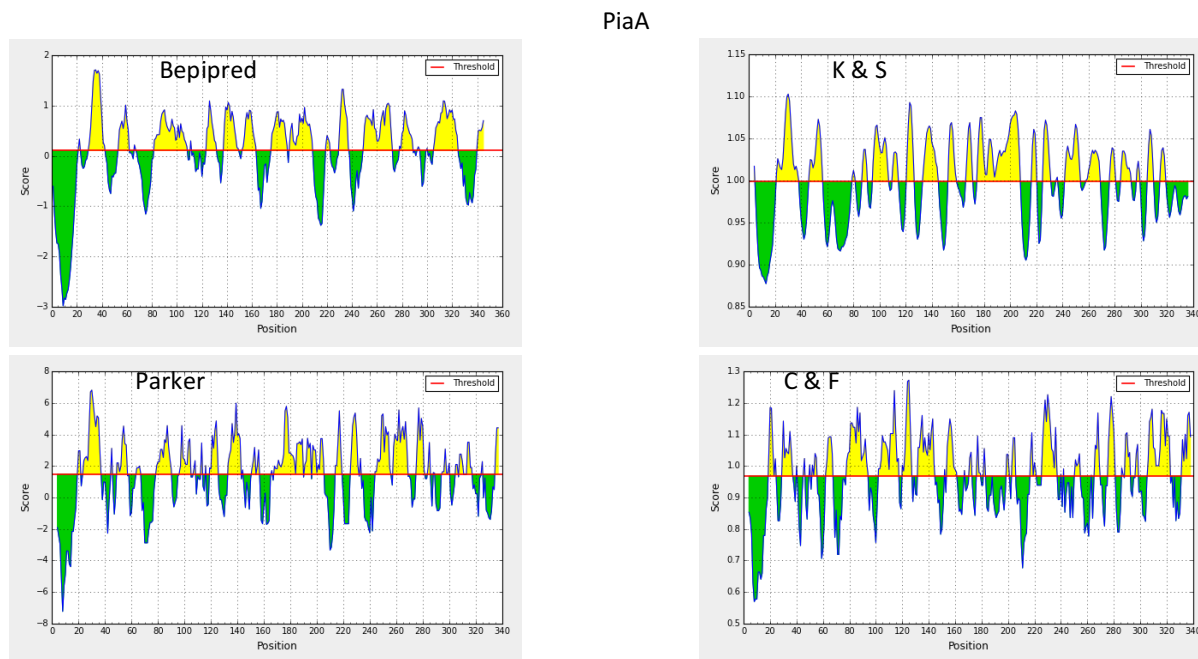 PiaA
Bepipred
Threshold
Score
2
1
0
−1
−2
−3
0 20 40 60 80 100 120 140 160 180 200 220 240 260 280 300 320 340 360
Position
K & S
Threshold
Score
1.15
1.10
1.05
1.00
0.95
0.90
0.85
0 20 40 60 80 100 120 140 160 180 200 220 240 260 280 300 320 340
Position
Parker
Threshold
Score
8
6
4
2
0
−2
−4
−6
−8
0 20 40 60 80 100 120 140 160 180 200 220 240 260 280 300 320 340
Position
C & F
Threshold
Score
1.3
1.2
1.1
1.0
0.9
0.8
0.7
0.6
0.5
0 20 40 60 80 100 120 140 160 180 200 220 240 260 280 300 320 340
Position